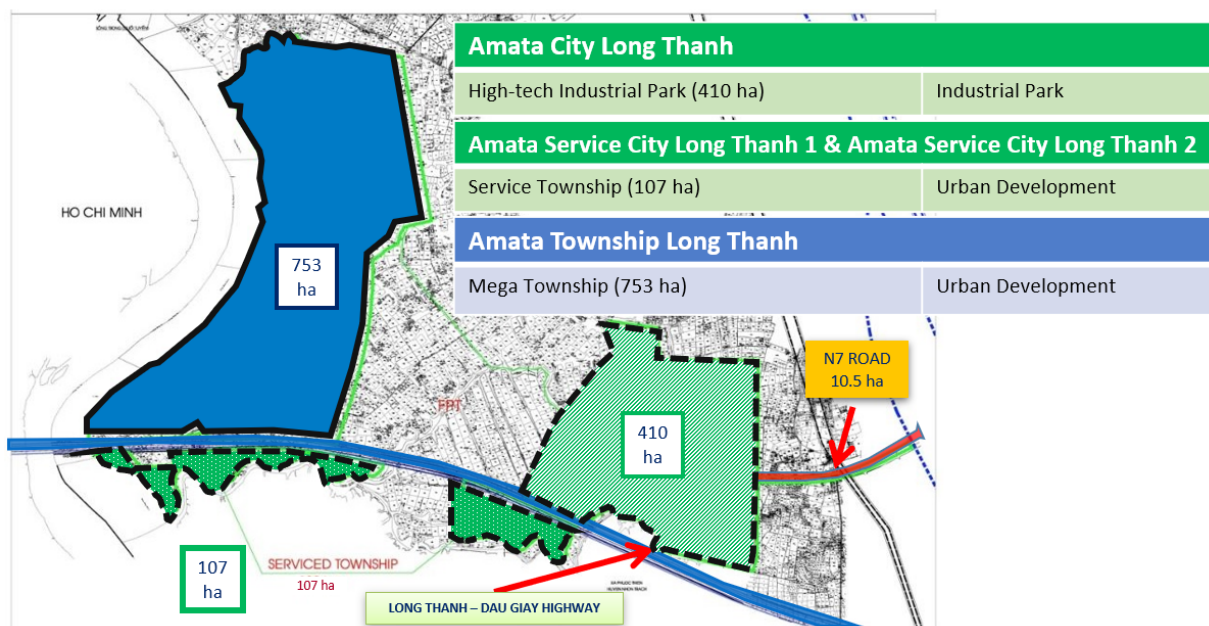 Amata City Long Thanh
High-tech Industrial Park (410 ha)
Industrial Park
Amata Service City Long Thanh 1 & Amata Service City Long Thanh 2
Service Township (107 ha)
Urban Development
Amata Township Long Thanh
Mega Township (753 ha)
Urban Development
HO CHI MINH
753
ha
N7 ROAD
10.5 ha
FPT
410
ha
SERVICED TOWNSHIP
107 ha
107
ha
LONG THANH – DAU GIAY HIGHWAY